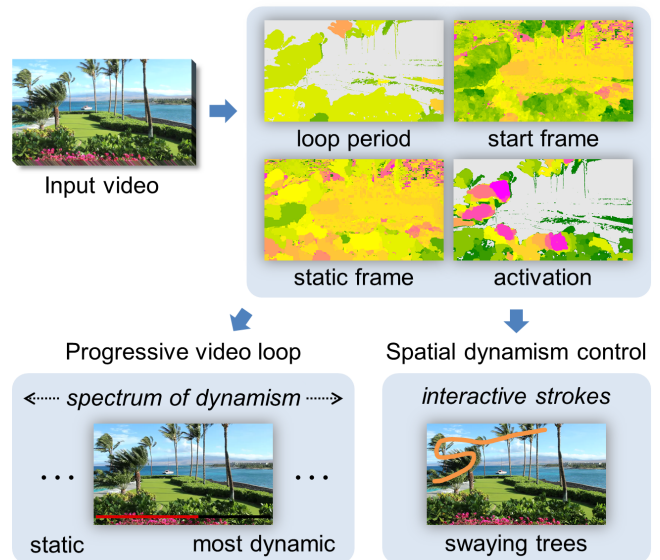 Input video
loop period
start frame
static frame
activation
Progressive video loop
spectrum of dynamism
. . .
. . .
static
most dynamic
Spatial dynamism control
interactive strokes
swaying trees